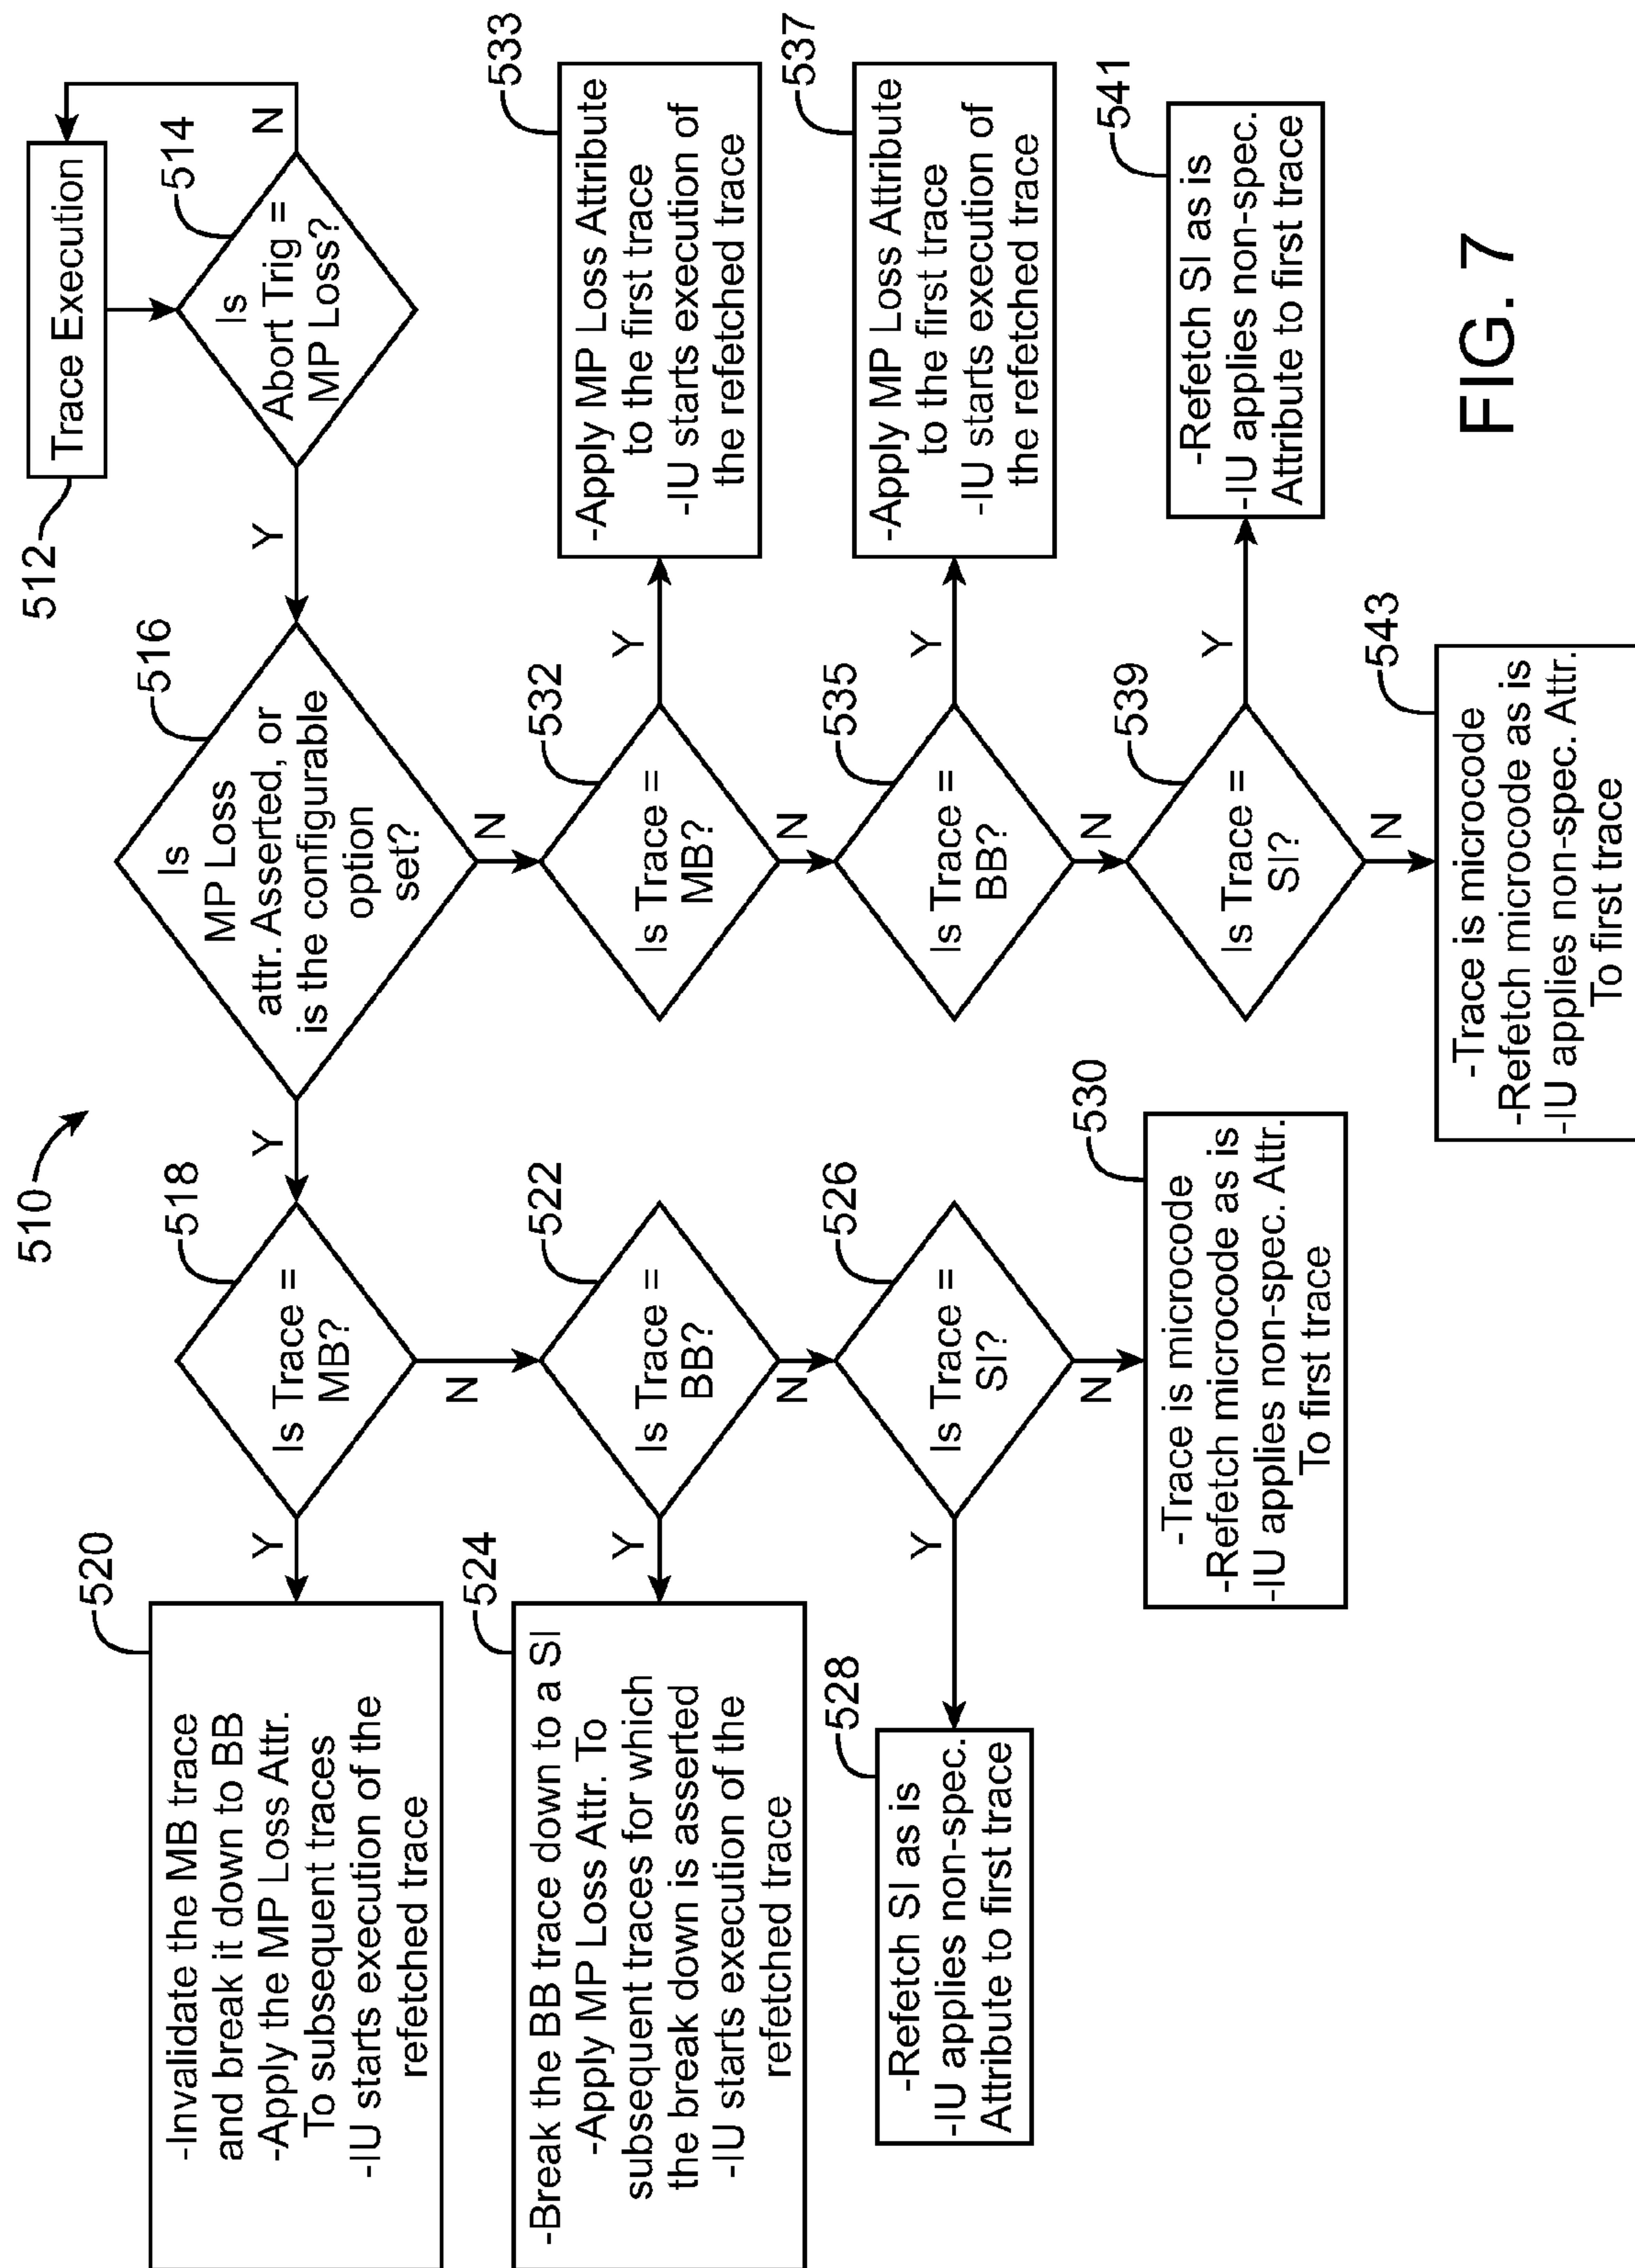 510
512
Trace Execution
514
Is
Abort Trig =
MP Loss?
N
Y
516
Is
MP Loss
attr. Asserted, or
is the configurable
option
set?
Y
N
518
Is Trace =
MB?
Y
N
520
-Invalidate the MB trace
and break it down to BB
-Apply the MP Loss Attr.
To subsequent traces
-IU starts execution of the
refetched trace
522
Is Trace =
BB?
Y
N
524
-Break the BB trace down to a SI
-Apply MP Loss Attr. To
subsequent traces for which
the break down is asserted
-IU starts execution of the
refetched trace
526
Is Trace =
SI?
Y
N
528
-Refetch SI as is
-IU applies non-spec.
Attribute to first trace
530
-Trace is microcode
-Refetch microcode as is
-IU applies non-spec. Attr.
To first trace
532
Is Trace =
MB?
Y
N
533
-Apply MP Loss Attribute
to the first trace
-IU starts execution of
the refetched trace
535
Is Trace =
BB?
Y
N
537
-Apply MP Loss Attribute
to the first trace
-IU starts execution of
the refetched trace
539
Is Trace =
SI?
Y
N
541
-Refetch SI as is
-IU applies non-spec.
Attribute to first trace
543
-Trace is microcode
-Refetch microcode as is
-IU applies non-spec. Attr.
To first trace
FIG. 7